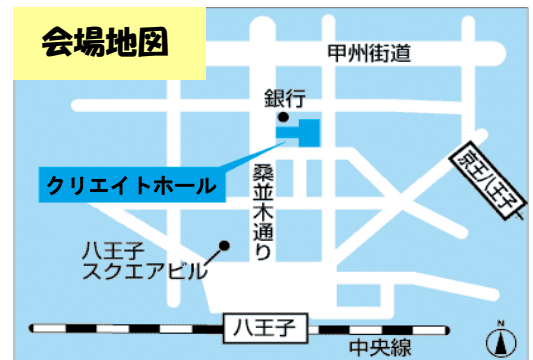 会場地図
甲州街道
銀行
クリエイトホール
桑並木通り
京王八王子
八王子
スクエアビル
八王子
中央線
N